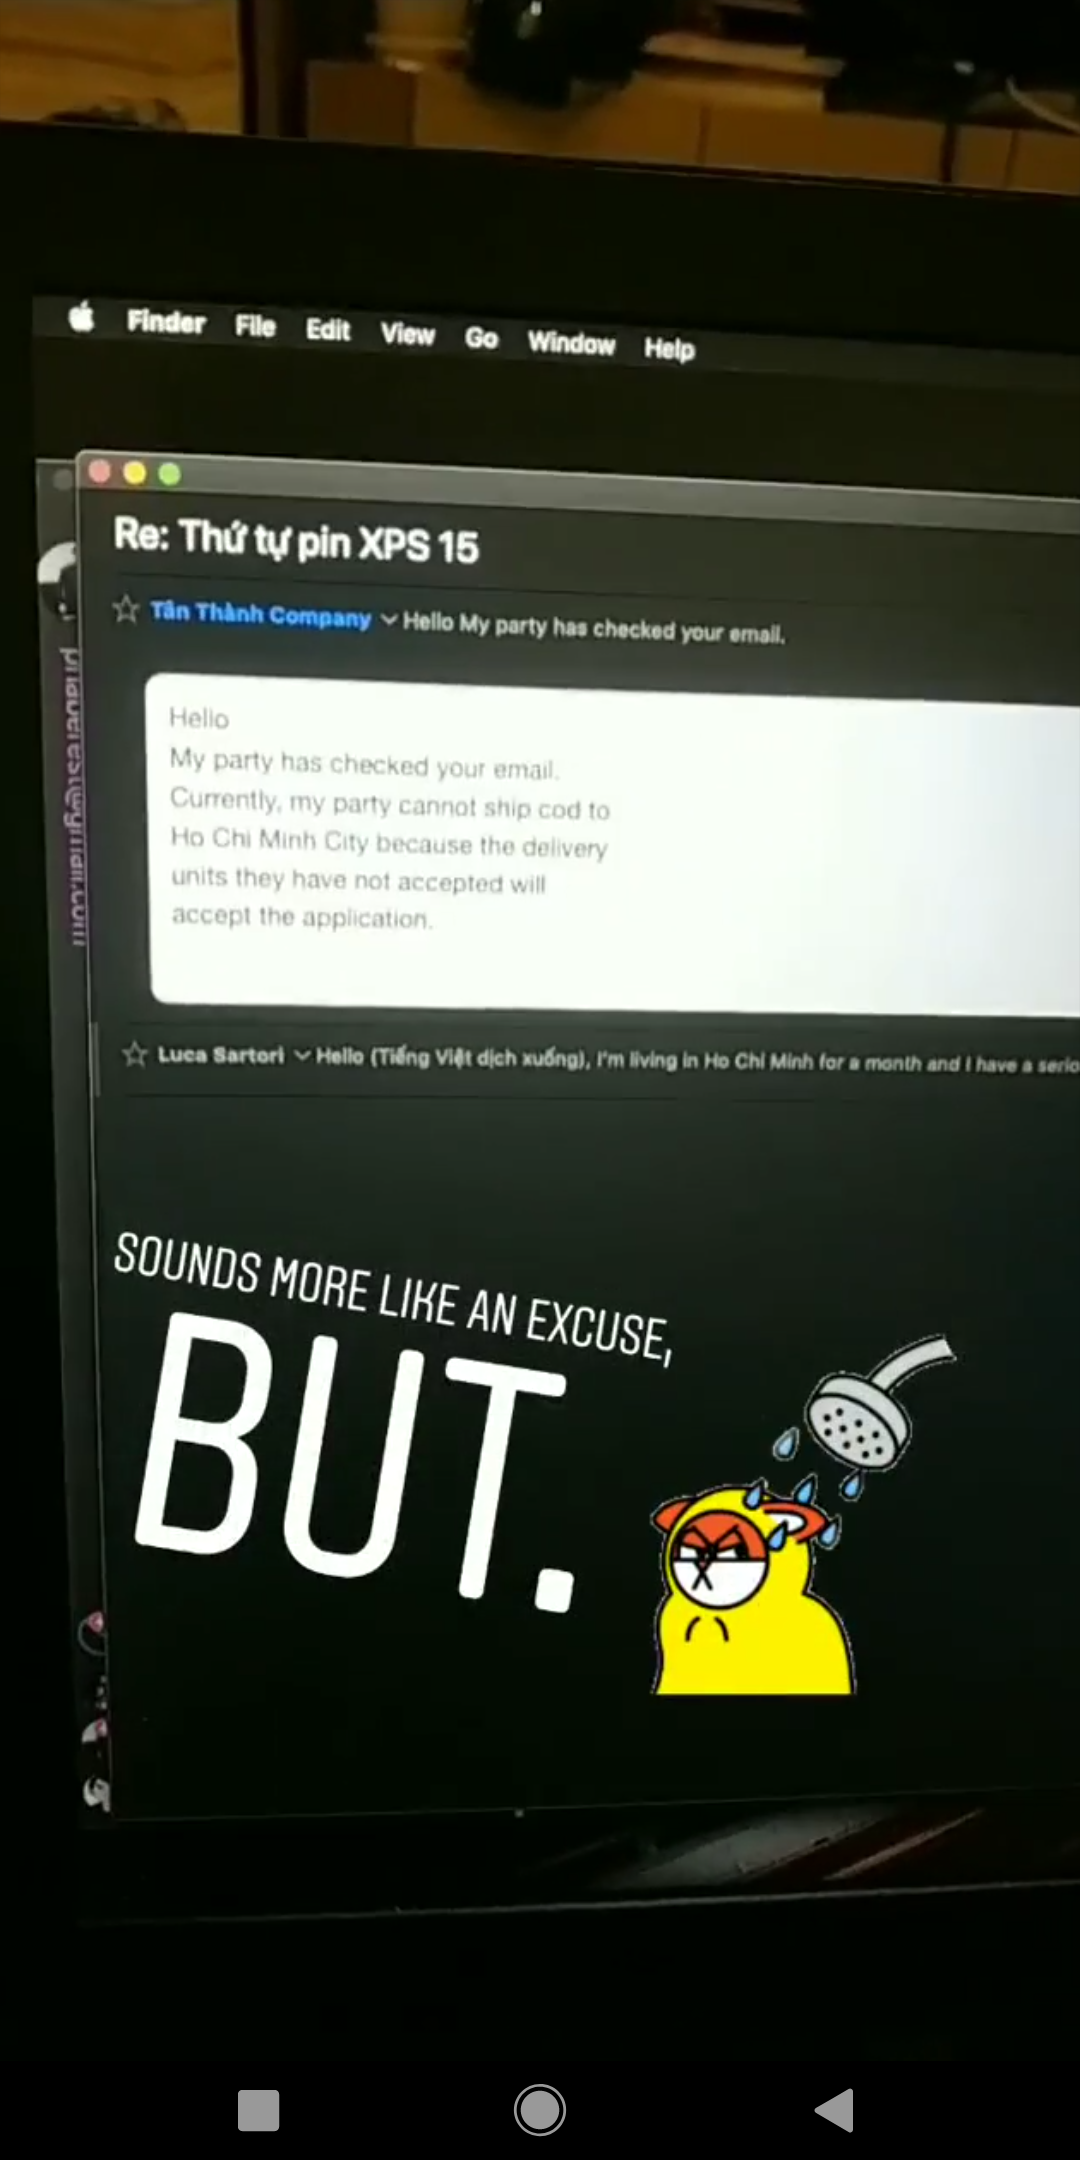 Finder File Edit View Go Window Help
Re: Thứ tự pin XPS 15
Tân Thành Company Hello My party has checked your email.
Hello
My party has checked your email.
Currently, my party cannot ship cod to
Ho Chi Minh City because the delivery
units they have not accepted will
accept the application.
Luca Sartori Hello (Tiếng Việt dịch xuống), I'm living in Ho Chi Minh for a month and I have a serio
SOUNDS MORE LIKE AN EXCUSE,
BUT.